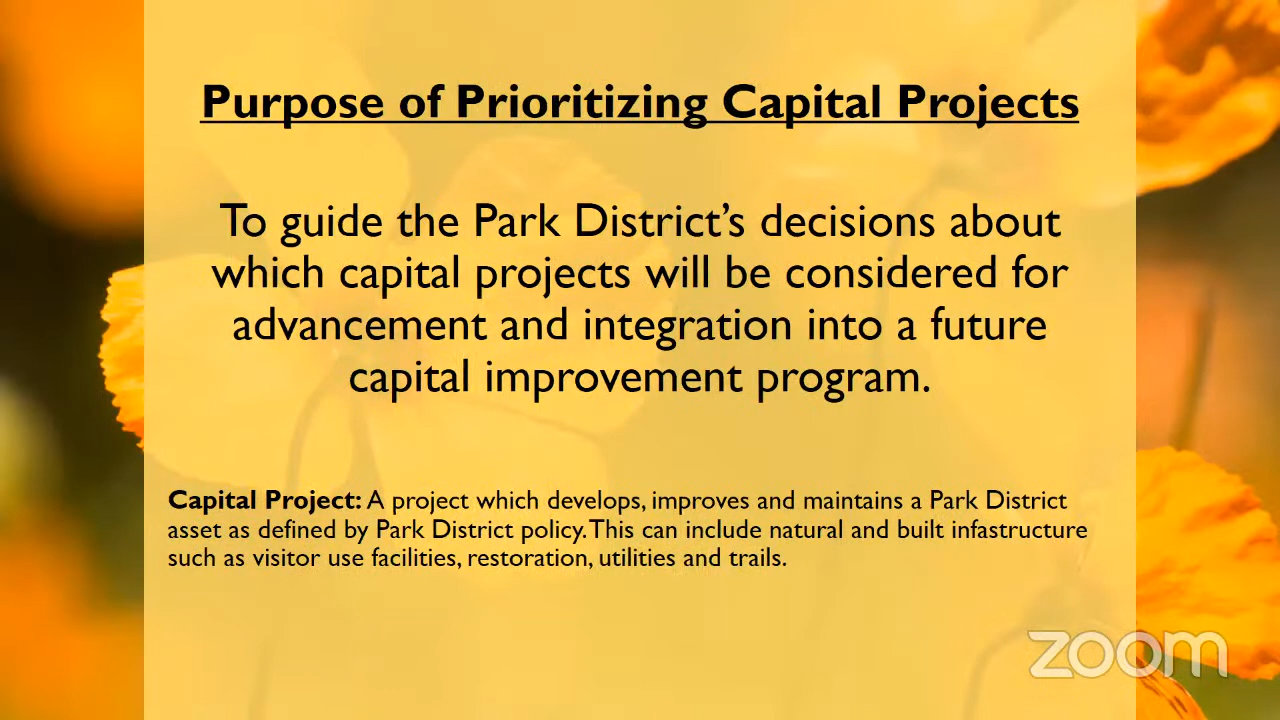 Purpose of Prioritizing Capital Projects
To guide the Park District's decisions about
which capital projects will be considered for
advancement and integration into a future
capital improvement program.
Capital Project: A project which develops, improves and maintains a Park District
asset as defined by Park District policy. This can include natural and built infastructure
such as visitor use facilities, restoration, utilities and trails.
zoom